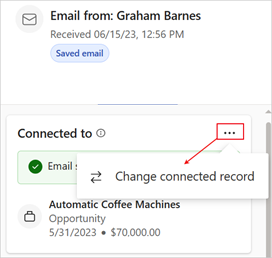 Email from: Graham Barnes
Received 06/15/23, 12:56 PM
Saved email
Connected to
Email
Change connected record
Automatic Coffee Machines
Opportunity
5/31/2023 • $70,000.00